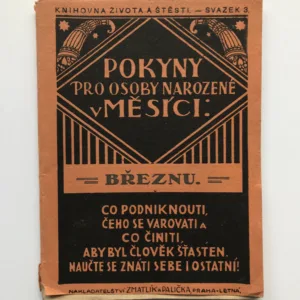 KNIHOVNA ŽIVOTA A ŠTĚSTÍ. — SVAZEK 3.
POKYNY
PRO OSOBY NAROZENÉ
V MĚSÍCI:
BŘEZNU.
CO PODNIKNOUTI,
ČEHO SE VAROVATI A
CO ČINITI,
ABY BYL ČLOVĚK ŠŤASTEN.
NAUČTE SE ZNÁTI SEBE I OSTATNÍ!
NAKLADATELSTVÍ ZMATLÍK A PALIČKA, PRAHA-LETNÁ.